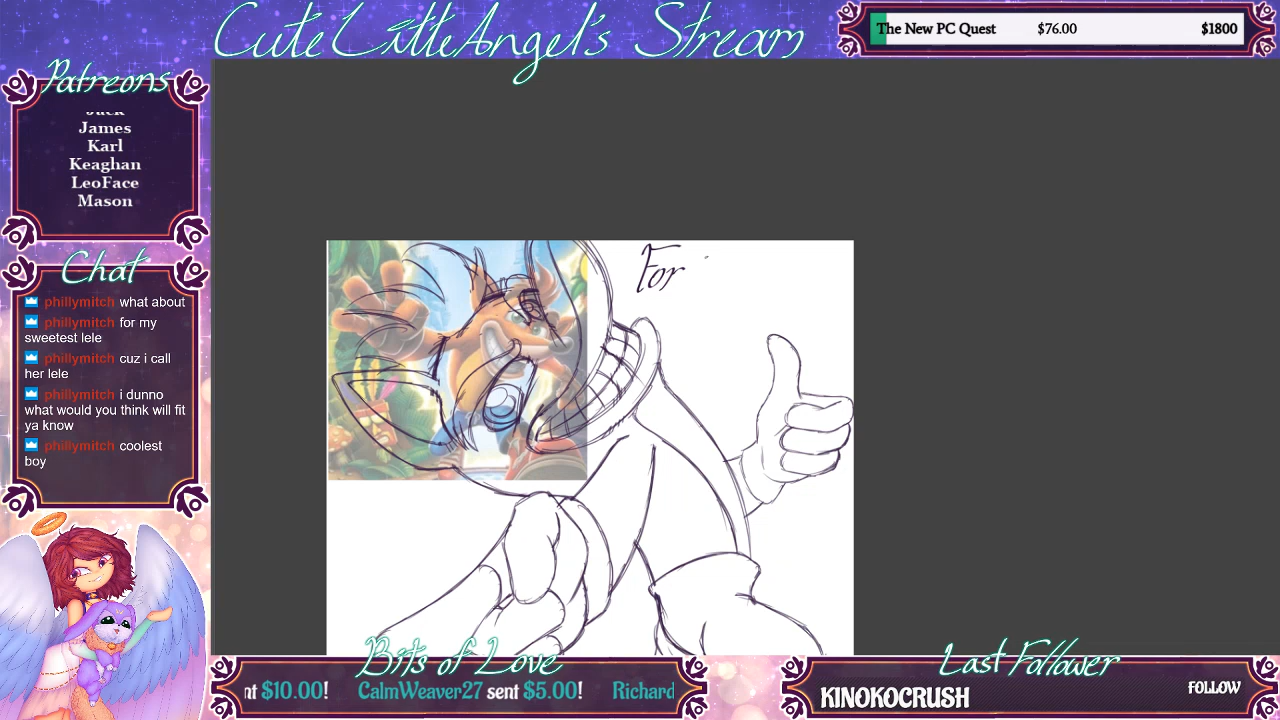 CuteLittleAngel's Stream
The New PC Quest $76.00 $1800
Patreons
Jack
James
Karl
Keaghan
LeoFace
Mason
Chat
phillymitch what about
phillymitch for my
sweetest lele
phillymitch cuz i call
her lele
phillymitch i dunno
what would you think will fit
ya know
phillymitch coolest
boy
For
Bits of Love
nt $10.00! CalmWeaver27 sent $5.00! Richard
Last Follower
KINOKOCRUSH FOLLOW